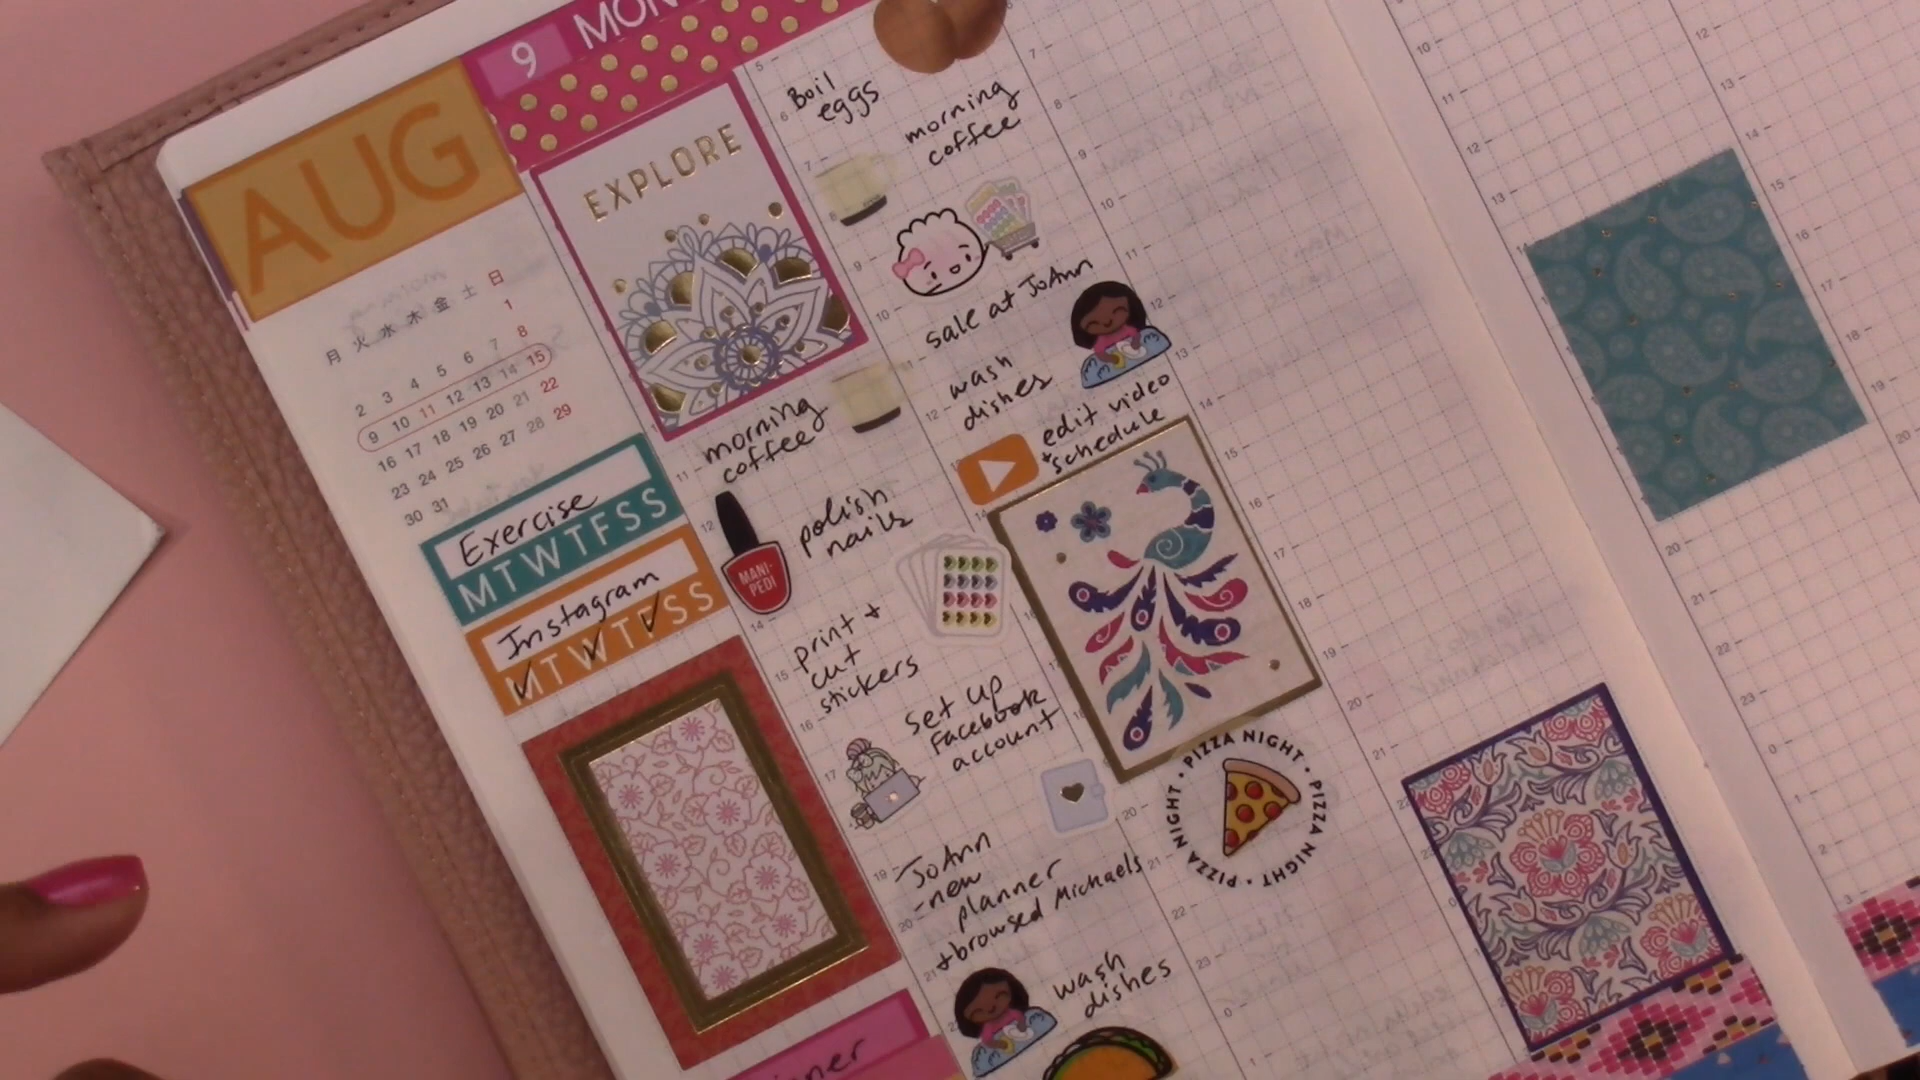 9 MON
AUG
月 火 水 木 金 土 日
1
2 3 4 5 6 7 8
9 10 11 12 13 14 15
16 17 18 19 20 21 22
23 24 25 26 27 28 29
30 31
Exercise
MTWTFSS
Instagram
MTWTFSS
EXPLORE
morning
coffee
MANI-
PEDI
polish
nails
print +
cut
stickers
set up
Facebook
account
JoAnn
-new
planner
+browsed Michaels
wash
dishes
Boil
eggs
morning
coffee
sale at JoAnn
wash
dishes
edit video
+schedule
PIZZA NIGHT · PIZZA NIGHT · PIZZA NIGHT ·